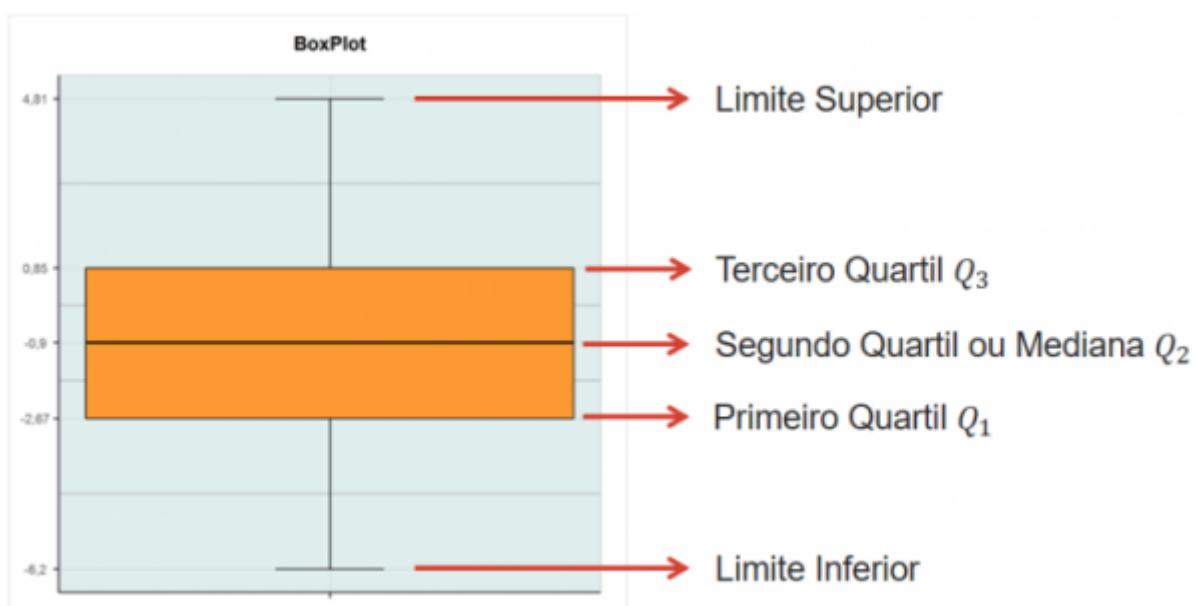 BoxPlot
4,81
Limite Superior
0,85
Terceiro Quartil Q₃
-0,9
Segundo Quartil ou Mediana Q₂
-2,67
Primeiro Quartil Q₁
-6,2
Limite Inferior